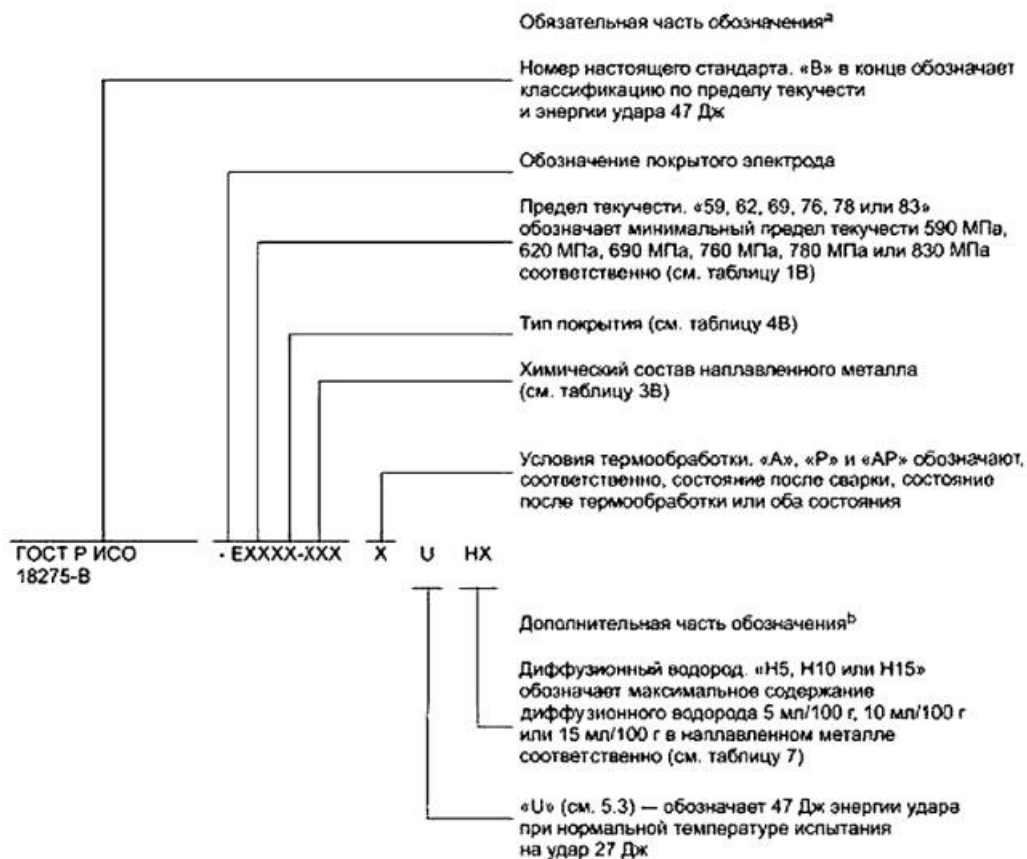 Обязательная часть обозначенияª
Номер настоящего стандарта. «В» в конце обозначает
классификацию по пределу текучести
и энергии удара 47 Дж
Обозначение покрытого электрода
Предел текучести. «59, 62, 69, 76, 78 или 83»
обозначает минимальный предел текучести 590 МПа,
620 МПа, 690 МПа, 760 МПа, 780 МПа или 830 МПа
соответственно (см. таблицу 1В)
Тип покрытия (см. таблицу 4В)
Химический состав наплавленного металла
(см. таблицу 3В)
Условия термообработки. «А», «Р» и «АР» обозначают,
соответственно, состояние после сварки, состояние
после термообработки или оба состояния
ГОСТ Р ИСО - EXXXX-XXX X U HX
18275-В
Дополнительная часть обозначенияᵇ
Диффузионный водород. «Н5, Н10 или Н15»
обозначает максимальное содержание
диффузионного водорода 5 мл/100 г, 10 мл/100 г
или 15 мл/100 г в наплавленном металле
соответственно (см. таблицу 7)
«U» (см. 5.3) — обозначает 47 Дж энергии удара
при нормальной температуре испытания
на удар 27 Дж